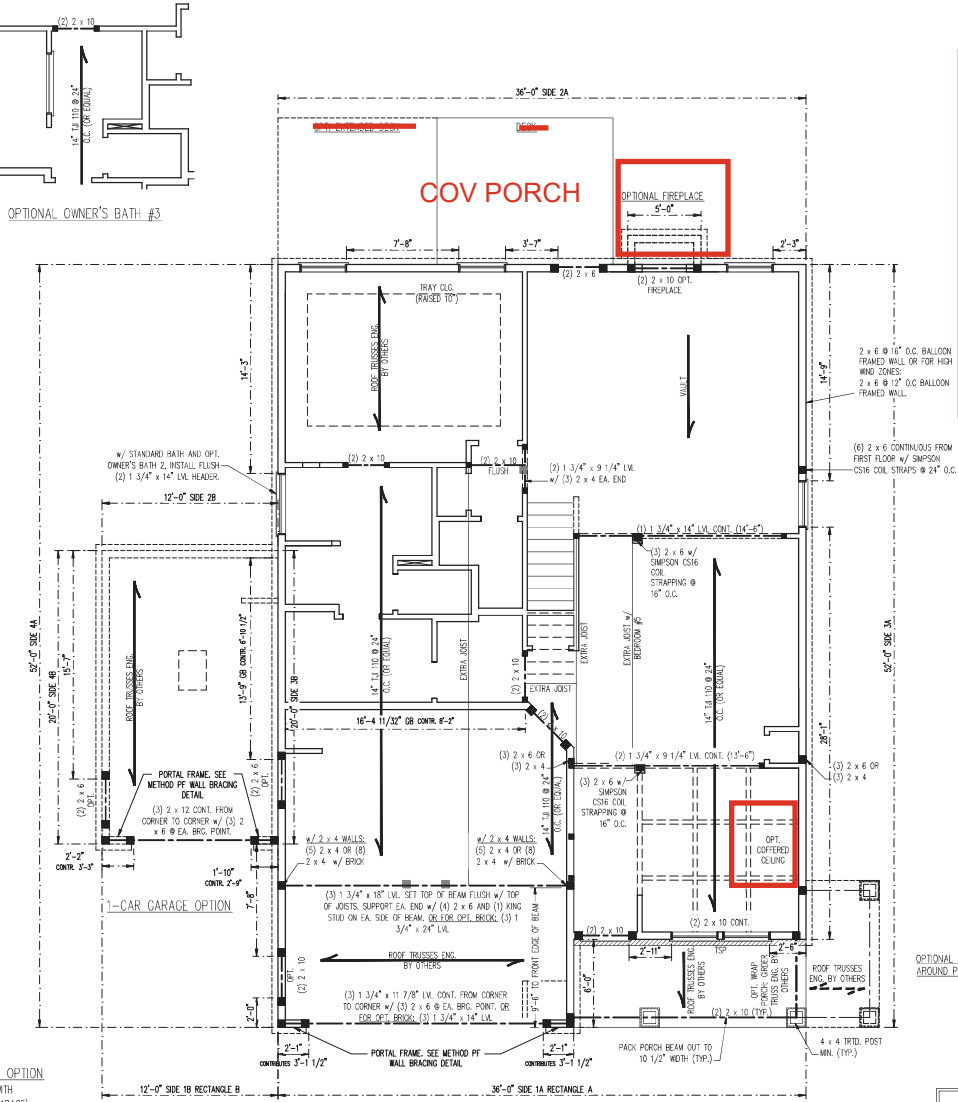 (2) 2 x 10
14" TJI 110 @ 24"
O.C. (OR EQUAL)
OPTIONAL OWNER'S BATH #3
36'-0" SIDE 2A
OPT. EXTENDED DECK
DECK
COV PORCH
OPTIONAL FIREPLACE
5'-0"
7'-8"
3'-7"
2'-3"
(2) 2 x 6
(2) 2 x 10 OPT.
FIREPLACE
TRAY CLG.
(RAISED 10")
ROOF TRUSSES ENG.
BY OTHERS
VAULT
14'-3"
14'-9"
2 x 6 @ 16" O.C. BALLOON
FRAMED WALL OR FOR HIGH
WIND ZONES:
2 x 6 @ 12" O.C BALLOON
FRAMED WALL.
(6) 2 x 6 CONTINUOUS FROM
FIRST FLOOR w/ SIMPSON
CS16 COIL STRAPS @ 24" O.C.
w/ STANDARD BATH AND OPT.
OWNER'S BATH 2, INSTALL FLUSH
(2) 1 3/4" x 14" LVL HEADER.
(2) 2 x 10
(2) 2 x 10
FLUSH
(2) 1 3/4" x 9 1/4" LVL
w/ (3) 2 x 4 EA. END
12'-0" SIDE 2B
(1) 1 3/4" x 14" LVL CONT. (14'-6")
(3) 2 x 6 w/
SIMPSON CS16
COIL
STRAPPING @
16" O.C.
52'-0" SIDE 4A
20'-0" SIDE 4B
15'-7"
ROOF TRUSSES ENG.
BY OTHERS
13'-9" GB CONTR. 6'-10 1/2"
20'-0" SIDE 3B
14" TJI 110 @ 24"
O.C. (OR EQUAL)
EXTRA JOIST
(2) 2 x 10
EXTRA JOIST
EXTRA JOIST
EXTRA JOIST w/
BEDROOM #5
14" TJI 110 @ 24"
O.C. (OR EQUAL)
52'-0" SIDE 3A
28'-1"
16'-4 11/32" GB CONTR. 8'-2"
(2) 2 x 10
(3) 2 x 6 OR
(3) 2 x 4
(2) 1 3/4" x 9 1/4" LVL CONT. (13'-6")
(3) 2 x 6 OR
(3) 2 x 4
(3) 2 x 6 w/
SIMPSON
CS16 COIL
STRAPPING @
16" O.C.
14" TJI 110 @ 24"
O.C. (OR EQUAL)
(2) 2 x 6
OPT.
PORTAL FRAME. SEE
METHOD PF WALL BRACING
DETAIL
(2) 2 x 6
OPT.
(3) 2 x 12 CONT. FROM
CORNER TO CORNER w/ (3) 2
x 6 @ EA. BRG. POINT.
OPT.
COFFERED
CEILING
w/ 2 x 4 WALLS:
(5) 2 x 4 OR (8)
2 x 4 w/ BRICK
w/ 2 x 4 WALLS:
(5) 2 x 4 OR (8)
2 x 4 w/ BRICK
2'-2"
CONTR. 3'-3"
1'-10"
CONTR. 2'-9"
1-CAR GARAGE OPTION
7'-8"
(3) 1 3/4" x 18" LVL. SET TOP OF BEAM FLUSH w/ TOP
OF JOISTS. SUPPORT EA. END w/ (4) 2 x 6 AND (1) KING
STUD ON EA. SIDE OF BEAM. OR FOR OPT. BRICK: (3) 1
3/4" x 24" LVL
(2) 2 x 10 CONT.
(2) 2 x 10
TSP
2'-11"
2'-6"
ROOF TRUSSES ENG.
BY OTHERS
OPT.
(2) 2 x 10
9'-6" TO FRONT EDGE OF BEAM
6'-0"
ROOF TRUSSES ENG.
BY OTHERS
OPT. WRAP
PORCH: GIRDER
TRUSS ENG. BY
OTHERS
ROOF TRUSSES
ENG. BY OTHERS
OPTIONAL
AROUND P
2'-0"
(3) 1 3/4" x 11 7/8" LVL CONT. FROM CORNER
TO CORNER w/ (3) 2 x 6 @ EA. BRG. POINT. OR
FOR OPT. BRICK: (3) 1 3/4" x 14" LVL
(2) 2 x 10 (TYP.)
2'-1"
CONTRIBUTES 3'-1 1/2"
PORTAL FRAME. SEE METHOD PF
WALL BRACING DETAIL
2'-1"
CONTRIBUTES 3'-1 1/2"
PACK PORCH BEAM OUT TO
10 1/2" WIDTH (TYP.)
4 x 4 TRTD. POST
MIN. (TYP.)
OPTION
12'-0" SIDE 1B RECTANGLE B
36'-0" SIDE 1A RECTANGLE A